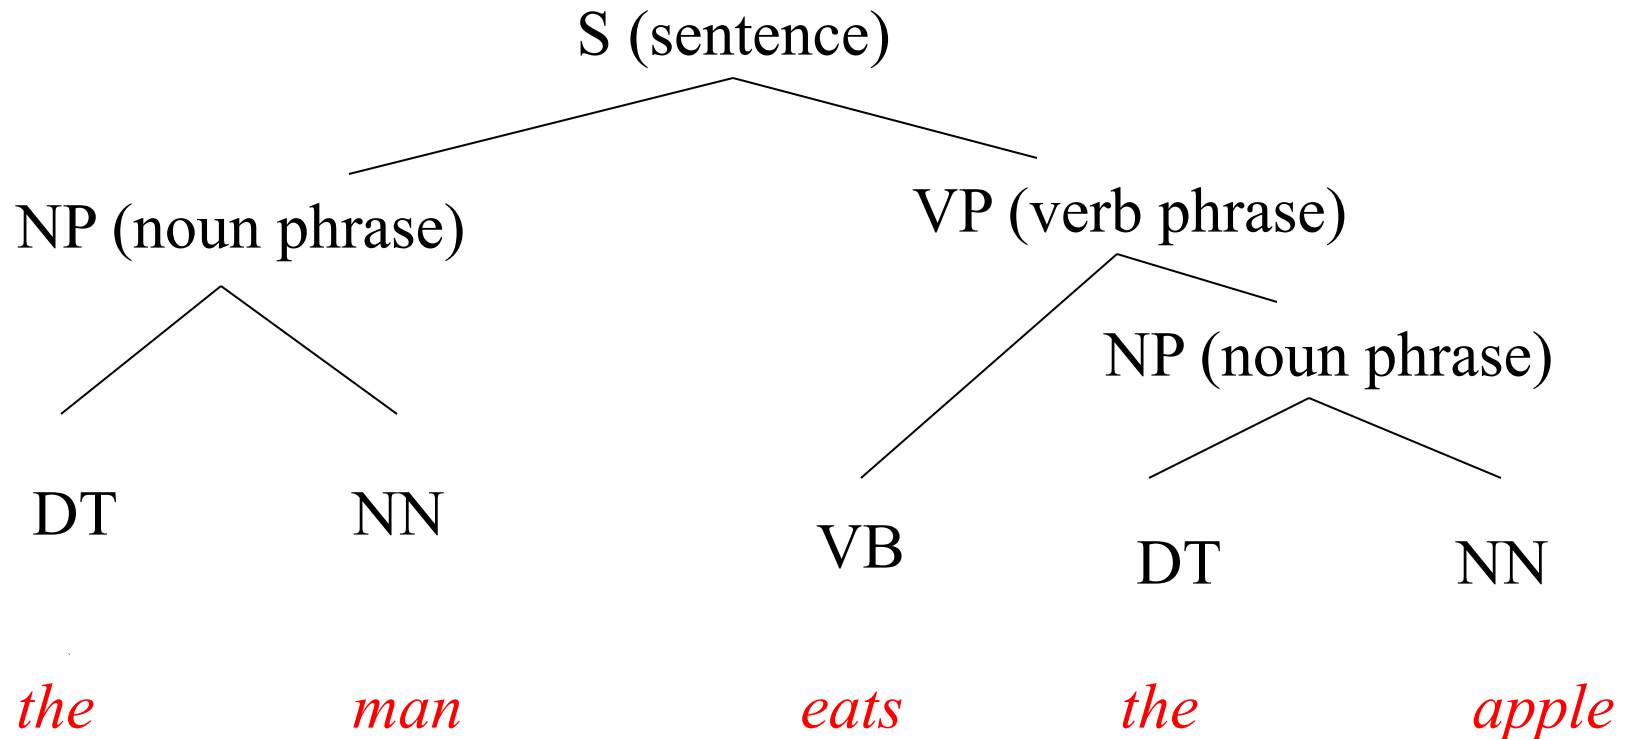 S (sentence)
NP (noun phrase)
VP (verb phrase)
NP (noun phrase)
DT NN VB DT NN
the man eats the apple